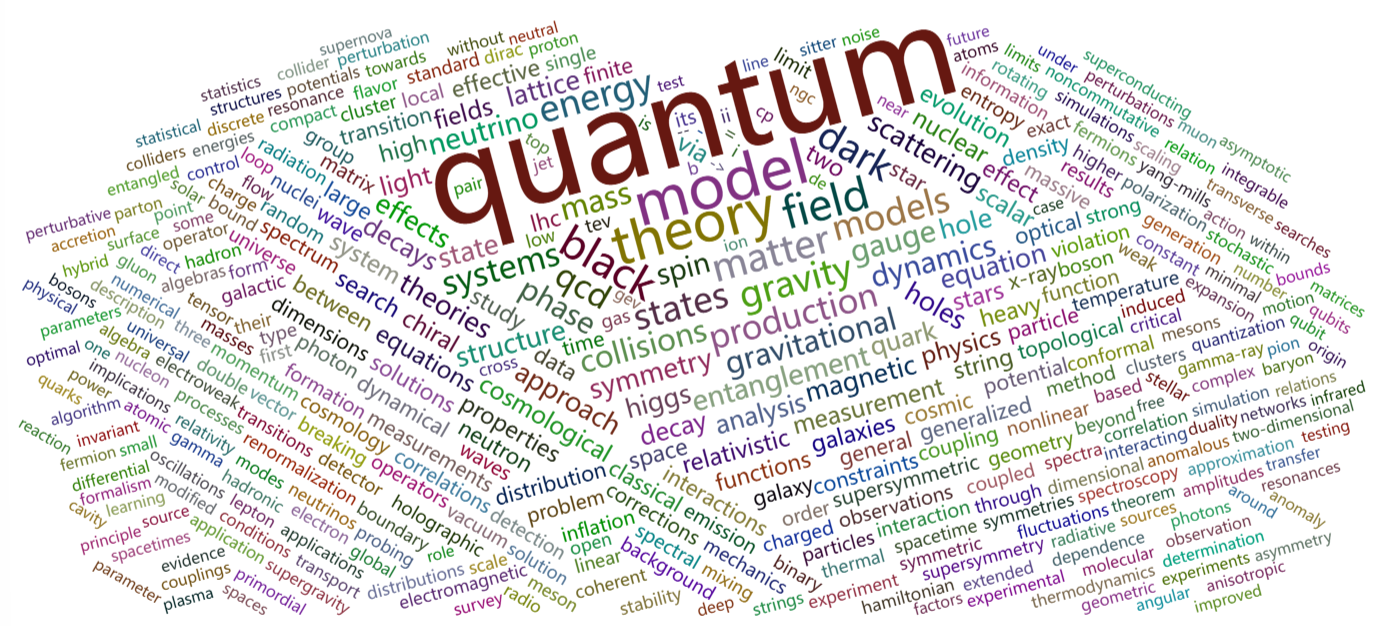 quantum
model
theory
black
field
energy
dark
matter
gravity
states
systems
models
gauge
hole
dynamics
scattering
production
collisions
gravitational
symmetry
spin
qcd
phase
mass
neutrino
lattice
finite
fields
transition
high
light
effects
state
lhc
low
tev
pair
top
jet
is
test
its
ii
cp
via
b
i
=
->
line
limit
ngc
sitter
noise
two
de
star
near
nuclear
evolution
future
atoms
information
entropy
exact
density
effect
scalar
massive
case
results
higher
fermions
rotating
limits
under
noncommutative
simulations
perturbations
superconducting
scaling
muon
asymptotic
relation
yang-mills
integrable
polarization
transverse
searches
action
within
stochastic
generation
number
bounds
matrices
motion
qubits
qubit
minimal
constant
expansion
weak
violation
strong
optical
equation
x-ray
boson
function
heavy
stars
holes
temperature
induced
particle
physics
critical
topological
string
quantization
mesons
conformal
potential
clusters
gamma-ray
pion
origin
baryon
complex
stellar
based
method
nonlinear
cosmic
measurement
magnetic
quark
entanglement
higgs
analysis
decay
space
relativistic
galaxies
general
generalized
coupling
geometry
beyond
free
correlation
simulation
relations
networks
infrared
duality
interacting
two-dimensional
anomalous
testing
approximation
transfer
spectra
coupled
supersymmetric
constraints
galaxy
functions
interactions
order
observations
through
dimensional
spectroscopy
amplitudes
resonances
theorem
interaction
particles
charged
spacetime
symmetries
fluctuations
sources
around
anomaly
photons
observation
radiative
dependence
supersymmetry
symmetric
thermal
binary
experiment
hamiltonian
extended
experimental
factors
molecular
thermodynamics
determination
experiments
asymmetry
geometric
angular
anisotropic
improved
strings
deep
mixing
mechanics
emission
classical
corrections
spectral
background
inflation
problem
distribution
open
linear
coherent
stability
meson
radio
survey
solution
detection
electromagnetic
scale
distributions
role
vacuum
holographic
correlations
operators
waves
neutron
properties
cosmological
approach
data
time
structure
cross
study
gas
gev
ion
chiral
theories
equations
search
between
solutions
dimensions
dynamical
measurements
photon
formation
cosmology
breaking
detector
boundary
probing
global
neutrinos
electron
renormalization
transitions
modes
transport
applications
supergravity
lepton
hadronic
conditions
primordial
spaces
application
oscillations
relativity
processes
vector
double
momentum
first
type
their
masses
three
tensor
galactic
universe
spectrum
system
decays
wave
large
random
nuclei
radiation
matrix
group
loop
flow
charge
bound
solar
some
operator
hadron
form
algebras
numerical
universal
electroweak
nucleon
algebra
description
gluon
direct
point
surface
parton
entangled
control
energies
colliders
statistical
discrete
compact
resonance
structures
statistics
potentials
cluster
flavor
local
effective
standard
towards
perturbation
collider
supernova
without
dirac
neutral
proton
single
perturbative
accretion
hybrid
bosons
physical
parameters
optimal
one
quarks
power
implications
algorithm
atomic
gamma
reaction
invariant
fermion
small
differential
formalism
learning
modified
cavity
source
principle
spacetimes
evidence
parameter
couplings
plasma